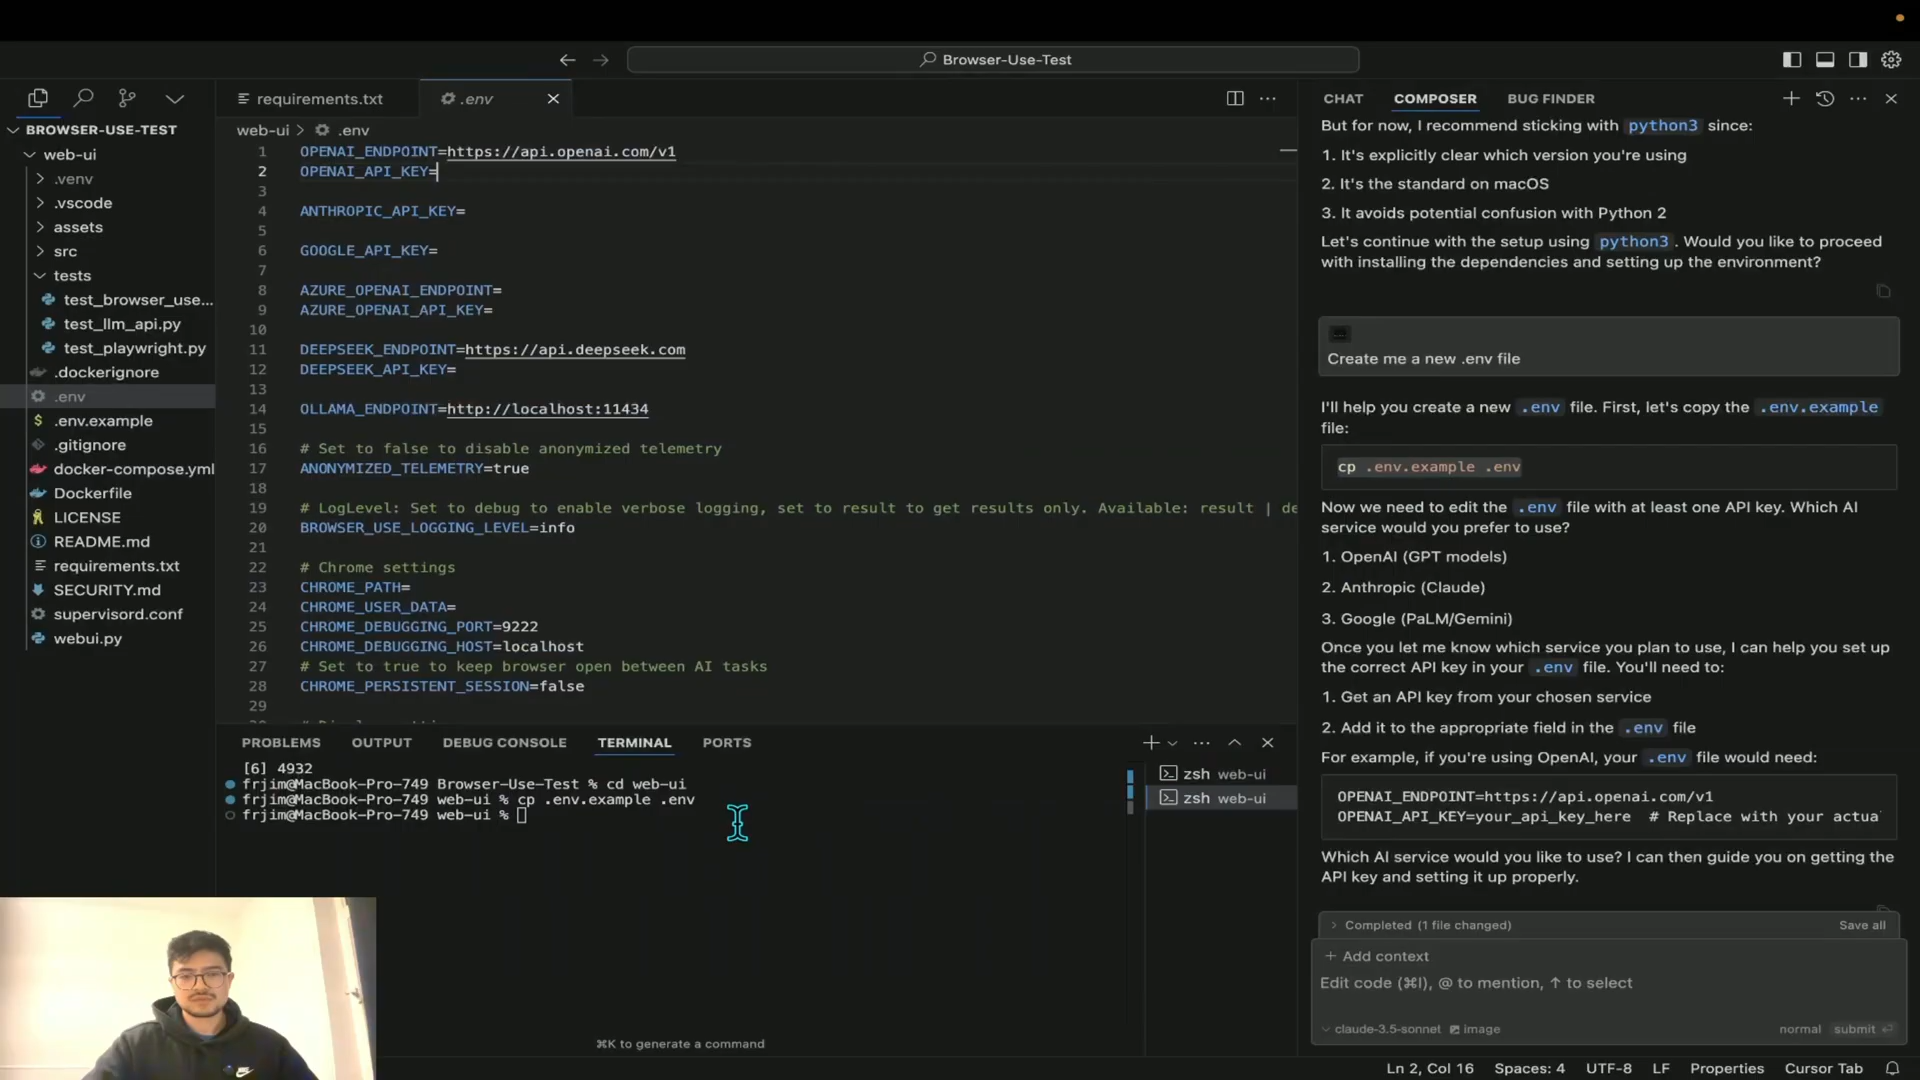 Browser-Use-Test
requirements.txt
.env
CHAT
COMPOSER
BUG FINDER
BROWSER-USE-TEST
web-ui
.venv
.vscode
assets
src
tests
test_browser_use...
test_llm_api.py
test_playwright.py
.dockerignore
.env
.env.example
.gitignore
docker-compose.yml
Dockerfile
LICENSE
README.md
requirements.txt
SECURITY.md
supervisord.conf
webui.py
web-ui > .env
1 OPENAI_ENDPOINT=https://api.openai.com/v1
2 OPENAI_API_KEY=
3
4 ANTHROPIC_API_KEY=
5
6 GOOGLE_API_KEY=
7
8 AZURE_OPENAI_ENDPOINT=
9 AZURE_OPENAI_API_KEY=
10
11 DEEPSEEK_ENDPOINT=https://api.deepseek.com
12 DEEPSEEK_API_KEY=
13
14 OLLAMA_ENDPOINT=http://localhost:11434
15
16 # Set to false to disable anonymized telemetry
17 ANONYMIZED_TELEMETRY=true
18
19 # LogLevel: Set to debug to enable verbose logging, set to result to get results only. Available: result | de
20 BROWSER_USE_LOGGING_LEVEL=info
21
22 # Chrome settings
23 CHROME_PATH=
24 CHROME_USER_DATA=
25 CHROME_DEBUGGING_PORT=9222
26 CHROME_DEBUGGING_HOST=localhost
27 # Set to true to keep browser open between AI tasks
28 CHROME_PERSISTENT_SESSION=false
29
PROBLEMS
OUTPUT
DEBUG CONSOLE
TERMINAL
PORTS
[6] 4932
frjim@MacBook-Pro-749 Browser-Use-Test % cd web-ui
frjim@MacBook-Pro-749 web-ui % cp .env.example .env
frjim@MacBook-Pro-749 web-ui %
zsh web-ui
zsh web-ui
⌘K to generate a command
But for now, I recommend sticking with python3 since:
1. It's explicitly clear which version you're using
2. It's the standard on macOS
3. It avoids potential confusion with Python 2
Let's continue with the setup using python3. Would you like to proceed
with installing the dependencies and setting up the environment?
Create me a new .env file
I'll help you create a new .env file. First, let's copy the .env.example
file:
cp .env.example .env
Now we need to edit the .env file with at least one API key. Which AI
service would you prefer to use?
1. OpenAI (GPT models)
2. Anthropic (Claude)
3. Google (PaLM/Gemini)
Once you let me know which service you plan to use, I can help you set up
the correct API key in your .env file. You'll need to:
1. Get an API key from your chosen service
2. Add it to the appropriate field in the .env file
For example, if you're using OpenAI, your .env file would need:
OPENAI_ENDPOINT=https://api.openai.com/v1
OPENAI_API_KEY=your_api_key_here # Replace with your actua
Which AI service would you like to use? I can then guide you on getting the
API key and setting it up properly.
Completed (1 file changed)
Save all
+ Add context
Edit code (⌘I), @ to mention, ↑ to select
claude-3.5-sonnet
image
normal
submit
Ln 2, Col 16
Spaces: 4
UTF-8
LF
Properties
Cursor Tab